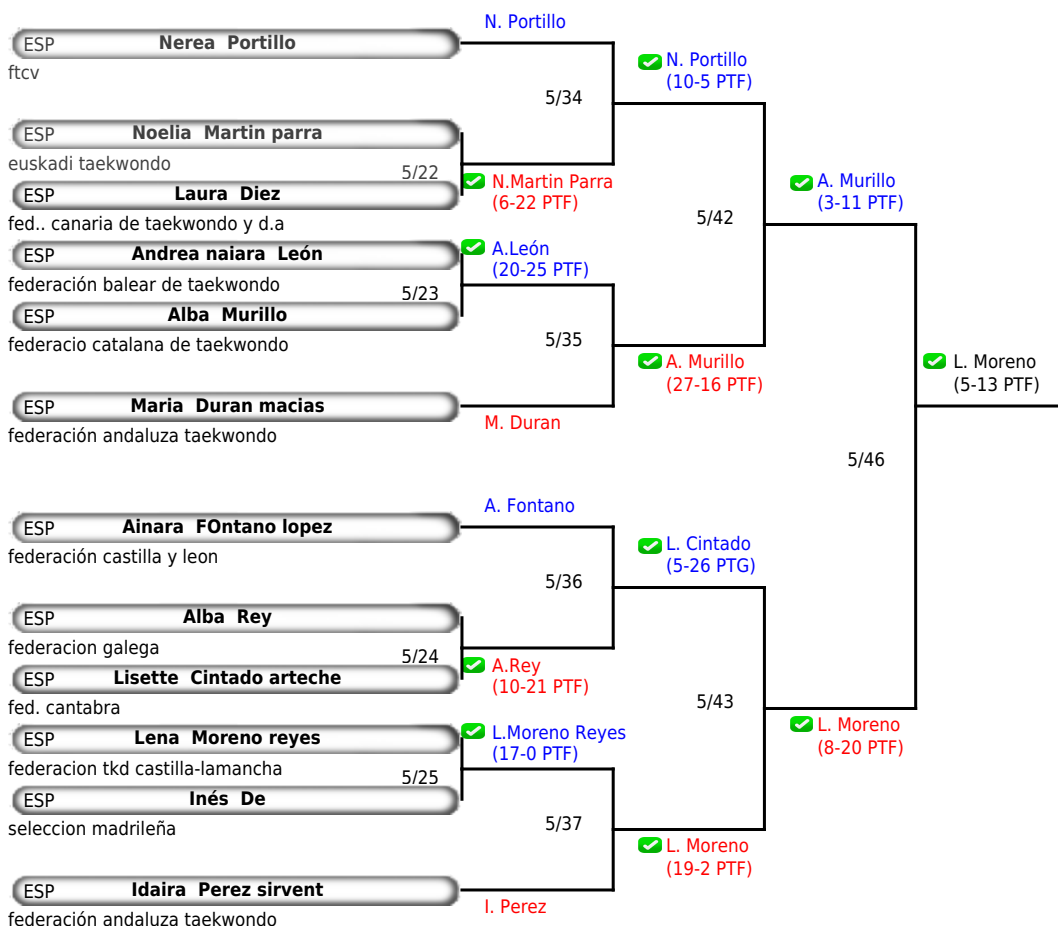 N. Portillo
ESP Nerea Portillo
ftcv
N. Portillo
(10-5 PTF)
5/34
ESP Noelia Martin parra
euskadi taekwondo
5/22
N.Martin Parra
(6-22 PTF)
ESP Laura Diez
fed.. canaria de taekwondo y d.a
A. Murillo
(3-11 PTF)
5/42
ESP Andrea naiara León
federación balear de taekwondo
A.León
(20-25 PTF)
5/23
ESP Alba Murillo
federacio catalana de taekwondo
5/35
A. Murillo
(27-16 PTF)
L. Moreno
(5-13 PTF)
ESP Maria Duran macias
federación andaluza taekwondo
M. Duran
5/46
A. Fontano
ESP Ainara FOntano lopez
federación castilla y leon
L. Cintado
(5-26 PTG)
5/36
ESP Alba Rey
federacion galega
5/24
A.Rey
(10-21 PTF)
ESP Lisette Cintado arteche
fed. cantabra
5/43
ESP Lena Moreno reyes
federacion tkd castilla-lamancha
L.Moreno Reyes
(17-0 PTF)
L. Moreno
(8-20 PTF)
5/25
ESP Inés De
seleccion madrileña
5/37
L. Moreno
(19-2 PTF)
ESP Idaira Perez sirvent
federación andaluza taekwondo
I. Perez